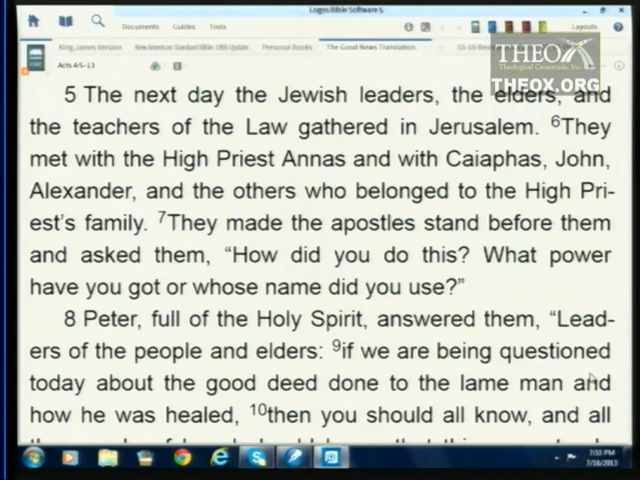 Logos Bible Software 5
Documents Guides Tools
Layouts
King James Version New American Standard Bible: 1995 Update Personal Books The Good News Translation
Acts 4:5-13
THEOX
THEOX.ORG
5 The next day the Jewish leaders, the elders, and
the teachers of the Law gathered in Jerusalem. 6They
met with the High Priest Annas and with Caiaphas, John,
Alexander, and the others who belonged to the High Pri-
est's family. 7They made the apostles stand before them
and asked them, “How did you do this? What power
have you got or whose name did you use?”
8 Peter, full of the Holy Spirit, answered them, “Lead-
ers of the people and elders: 9if we are being questioned
today about the good deed done to the lame man and
how he was healed, 10then you should all know, and all
7:53 PM
7/18/2013